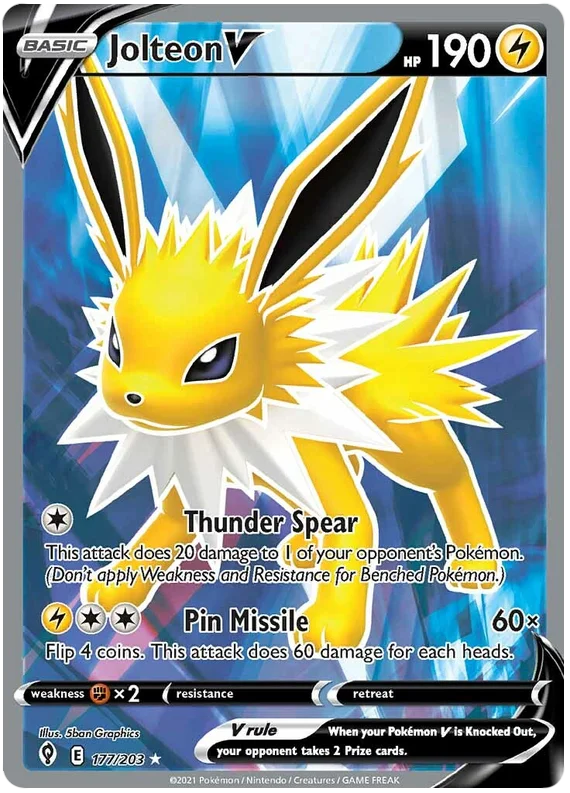 BASIC Jolteon V HP 190
Thunder Spear
This attack does 20 damage to 1 of your opponent's Pokémon.
(Don't apply Weakness and Resistance for Benched Pokémon.)
Pin Missile 60×
Flip 4 coins. This attack does 60 damage for each heads.
weakness ×2 resistance retreat
Illus. 5ban Graphics
V rule When your Pokémon V is Knocked Out,
your opponent takes 2 Prize cards.
E 177/203 ★
©2021 Pokémon / Nintendo / Creatures / GAME FREAK